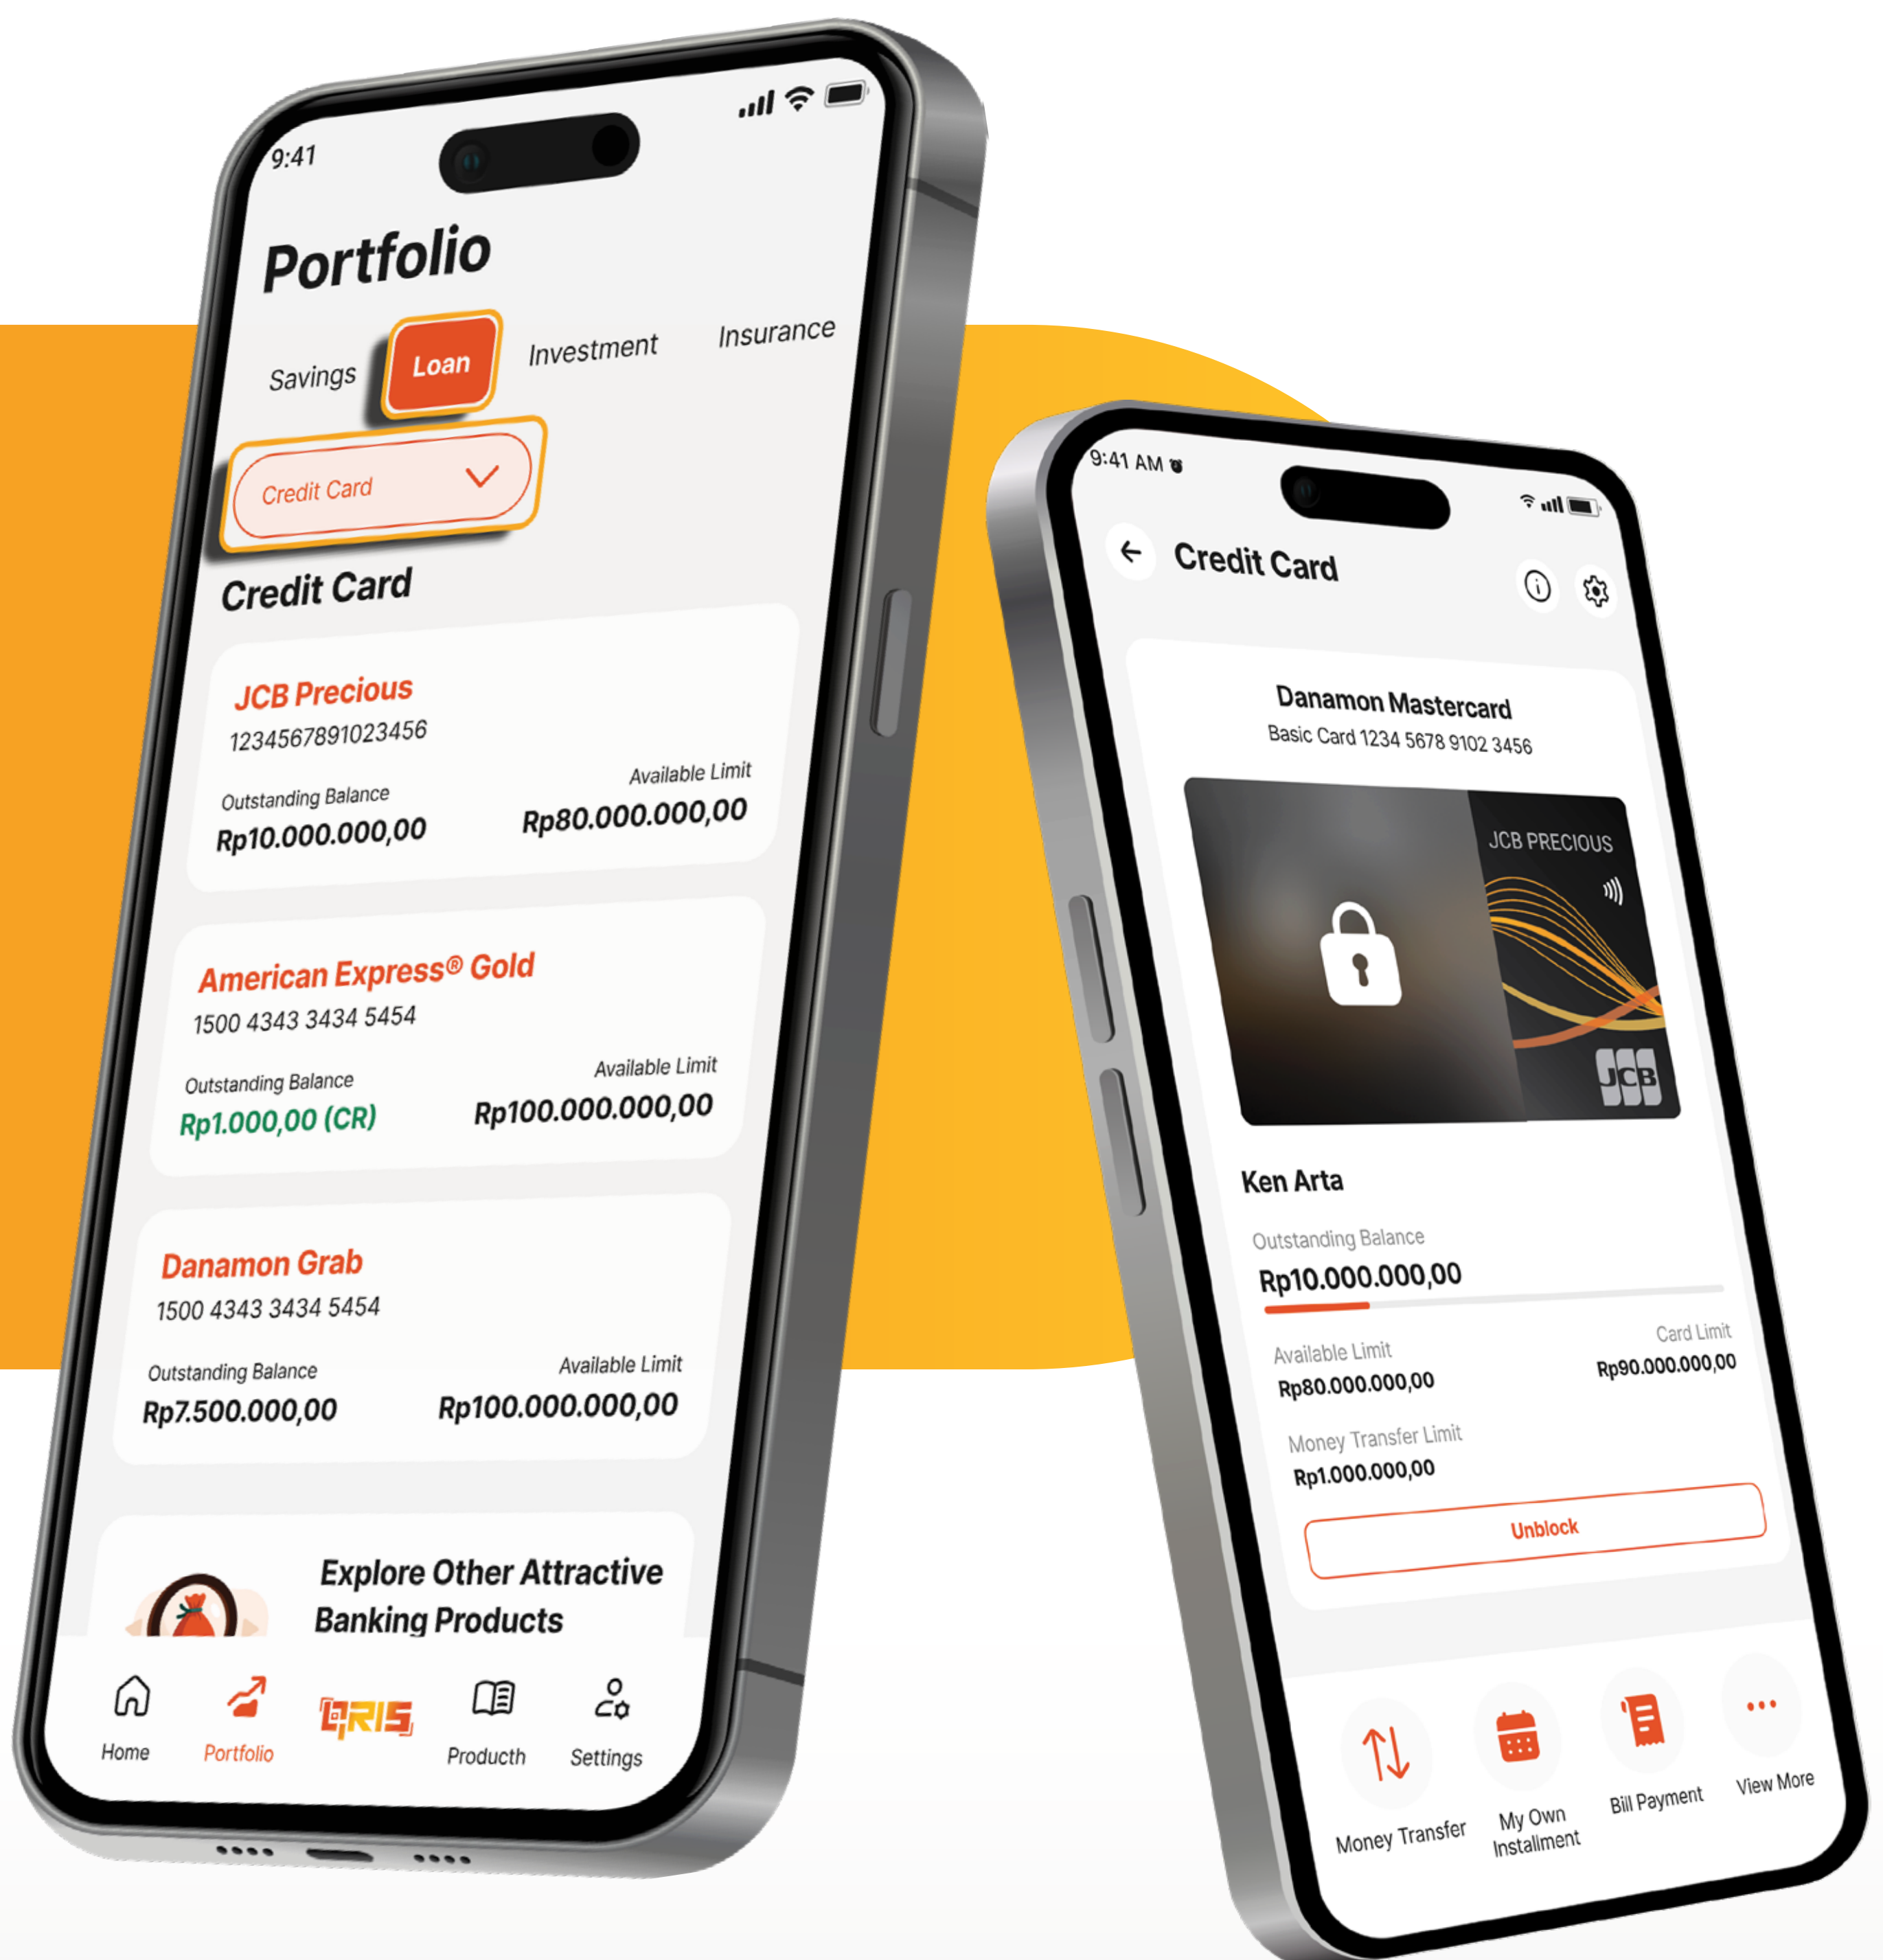 9:41
Portfolio
Savings
Loan
Investment
Insurance
Credit Card
Credit Card
JCB Precious
1234567891023456
Outstanding Balance
Available Limit
Rp10.000.000,00
Rp80.000.000,00
American Express® Gold
1500 4343 3434 5454
Outstanding Balance
Available Limit
Rp1.000,00 (CR)
Rp100.000.000,00
Danamon Grab
1500 4343 3434 5454
Outstanding Balance
Available Limit
Rp7.500.000,00
Rp100.000.000,00
Explore Other Attractive
Banking Products
Home
Portfolio
QRIS
Producth
Settings
9:41 AM
Credit Card
Danamon Mastercard
Basic Card 1234 5678 9102 3456
JCB PRECIOUS
JCB
Ken Arta
Outstanding Balance
Rp10.000.000,00
Available Limit
Card Limit
Rp80.000.000,00
Rp90.000.000,00
Money Transfer Limit
Rp1.000.000,00
Unblock
Money Transfer
My Own
Installment
Bill Payment
View More